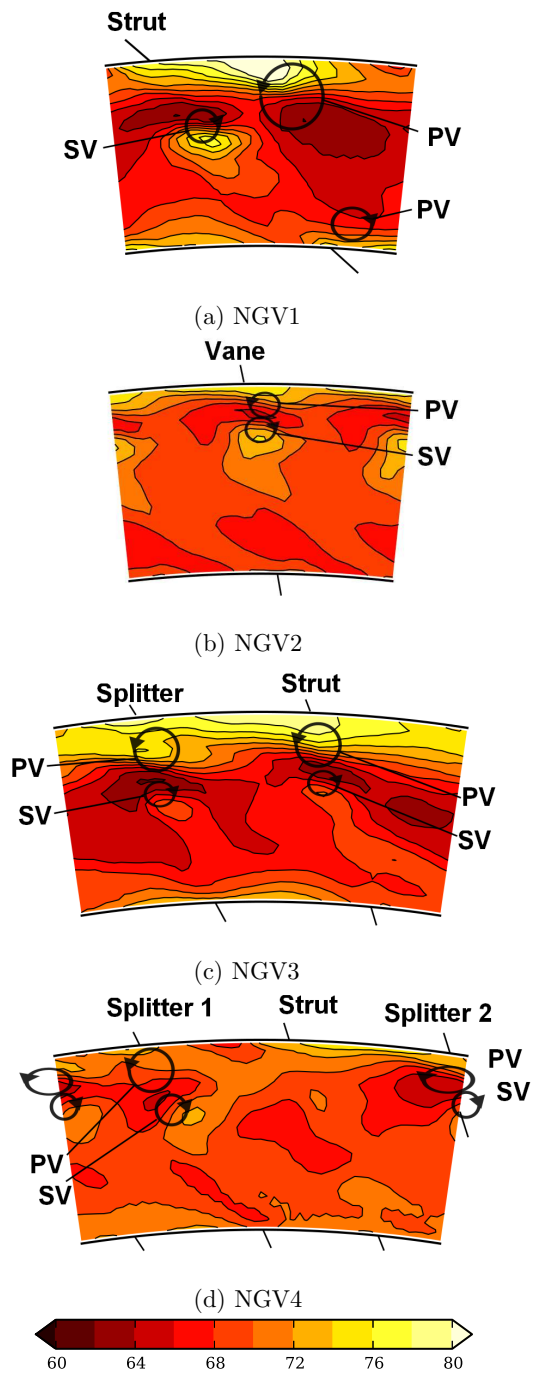 Strut
SV
PV
PV
(a) NGV1
Vane
PV
SV
(b) NGV2
Splitter
Strut
PV
PV
SV
SV
(c) NGV3
Splitter 1
Strut
Splitter 2
PV
SV
PV
SV
(d) NGV4
60 64 68 72 76 80